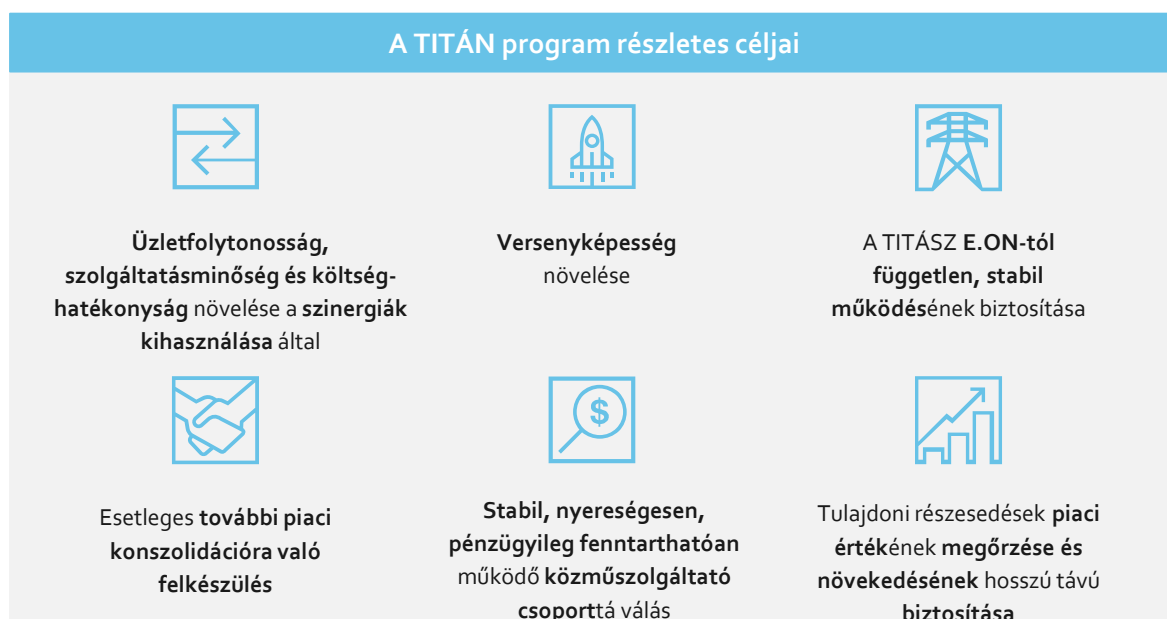 A TITÁN program részletes céljai
Üzletfolytonosság,
szolgáltatásminőség és költség-
hatékonyság növelése a szinergiák
kihasználása által
Versenyképesség
növelése
A TITÁSZ E.ON-tól
független, stabil
működésének biztosítása
$
Esetleges további piaci
konszolidációra való
felkészülés
Stabil, nyereségesen,
pénzügyileg fenntarthatóan
működő közműszolgáltató
csoporttá válás
Tulajdoni részesedések piaci
értékének megőrzése és
növekedésének hosszú távú
biztosítása